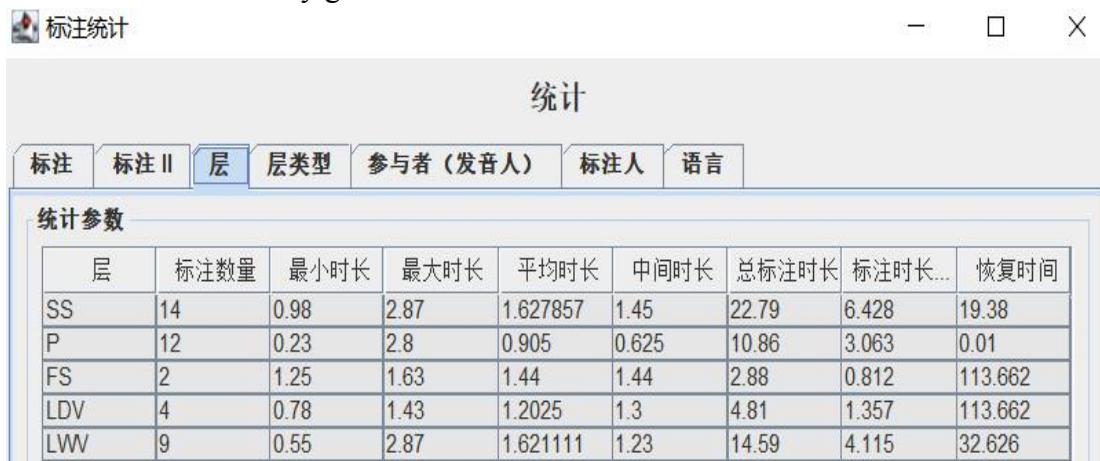 标注统计
统计
标注 标注 II 层 层类型 参与者（发音人） 标注人 语言
统计参数
层 标注数量 最小时长 最大时长 平均时长 中间时长 总标注时长 标注时长... 恢复时间
SS 14 0.98 2.87 1.627857 1.45 22.79 6.428 19.38
P 12 0.23 2.8 0.905 0.625 10.86 3.063 0.01
FS 2 1.25 1.63 1.44 1.44 2.88 0.812 113.662
LDV 4 0.78 1.43 1.2025 1.3 4.81 1.357 113.662
LWV 9 0.55 2.87 1.621111 1.23 14.59 4.115 32.626